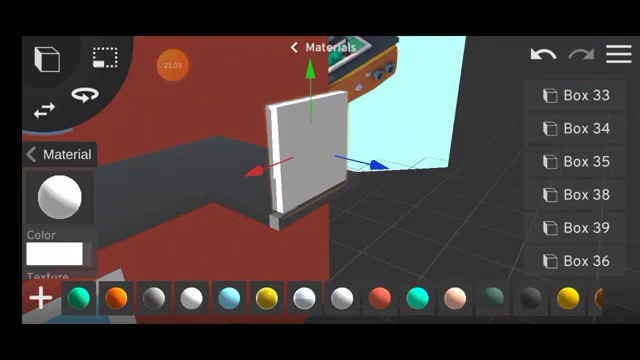 Materials
25:05
Box 33
Box 34
Material
Box 35
Box 38
Box 39
Color
Box 36
Texture